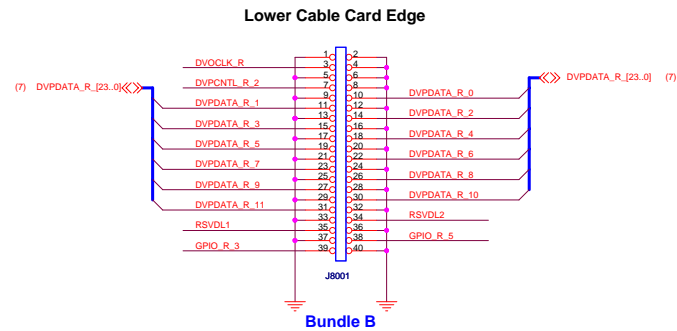 Lower Cable Card Edge
1 2
DVOCLK_R 3 4
5 6
DVPCNTL_R_2 7 8
(7) DVPDATA_R_[23..0] DVPDATA_R_[23..0] (7)
9 10 DVPDATA_R_0
DVPDATA_R_1 11 12
13 14 DVPDATA_R_2
DVPDATA_R_3 15 16
17 18 DVPDATA_R_4
DVPDATA_R_5 19 20
21 22 DVPDATA_R_6
DVPDATA_R_7 23 24
25 26 DVPDATA_R_8
DVPDATA_R_9 27 28
29 30 DVPDATA_R_10
DVPDATA_R_11 31 32
33 34 RSVDL2
RSVDL1 35 36
37 38 GPIO_R_5
GPIO_R_3 39 40
J8001
Bundle B